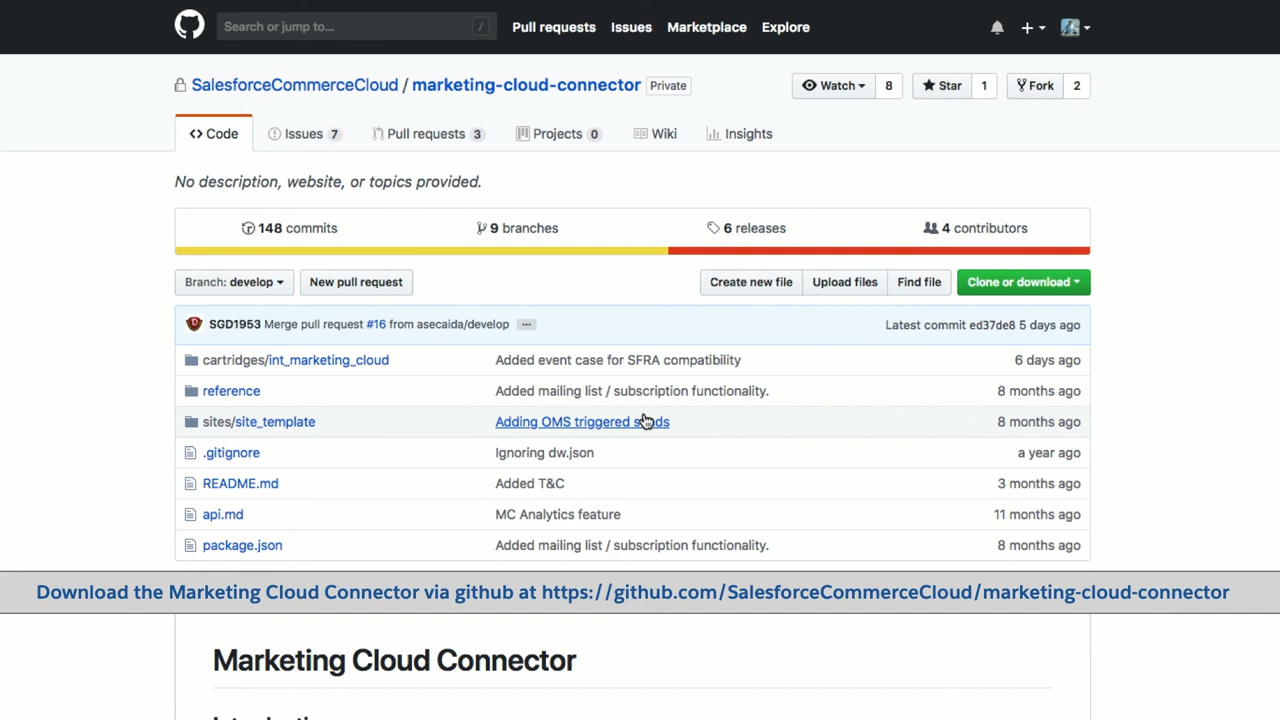 Search or jump to... / Pull requests Issues Marketplace Explore
SalesforceCommerceCloud / marketing-cloud-connector Private Watch 8 Star 1 Fork 2
Code Issues 7 Pull requests 3 Projects 0 Wiki Insights
No description, website, or topics provided.
148 commits 9 branches 6 releases 4 contributors
Branch: develop New pull request Create new file Upload files Find file Clone or download
SGD1953 Merge pull request #16 from asecaida/develop ... Latest commit ed37de8 5 days ago
cartridges/int_marketing_cloud Added event case for SFRA compatibility 6 days ago
reference Added mailing list / subscription functionality. 8 months ago
sites/site_template Adding OMS triggered 8 months ago
.gitignore Ignoring dw.json a year ago
README.md Added T&C 3 months ago
api.md MC Analytics feature 11 months ago
package.json Added mailing list / subscription functionality. 8 months ago
Download the Marketing Cloud Connector via github at https://github.com/SalesforceCommerceCloud/marketing-cloud-connector
Marketing Cloud Connector